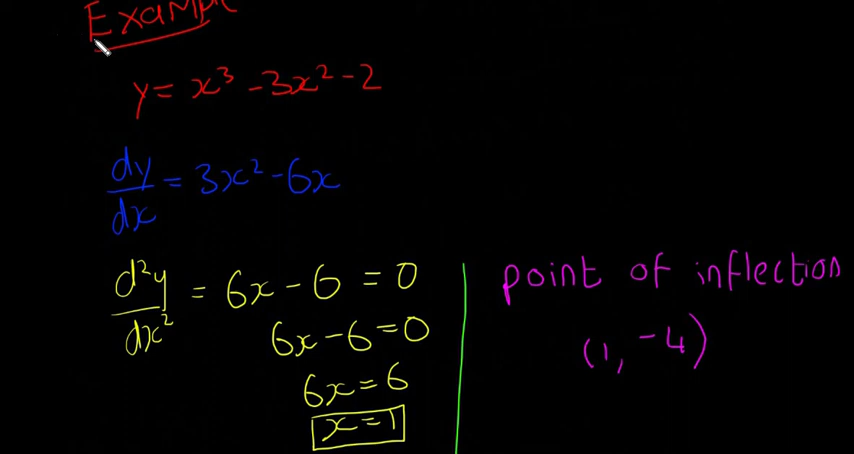 Example
y = x³ - 3x² - 2
dy/dx = 3x² - 6x
d²y/dx² = 6x - 6 = 0
6x - 6 = 0
6x = 6
x = 1
point of inflection
(1, -4)